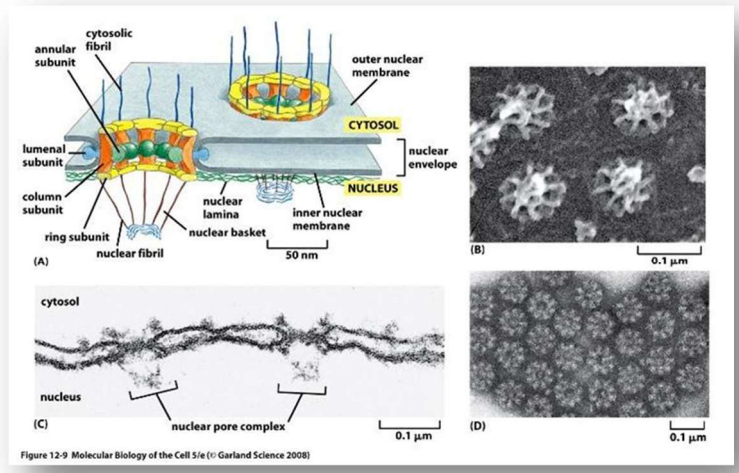 cytosolic
fibril
annular
subunit
outer nuclear
membrane
CYTOSOL
lumenal
subunit
nuclear
envelope
NUCLEUS
column
subunit
nuclear
lamina
inner nuclear
membrane
ring subunit
nuclear basket
nuclear fibril
50 nm
(A)
(B)
0.1 μm
cytosol
nucleus
nuclear pore complex
(C)
0.1 μm
(D)
0.1 μm
Figure 12-9 Molecular Biology of the Cell 5/e (© Garland Science 2008)